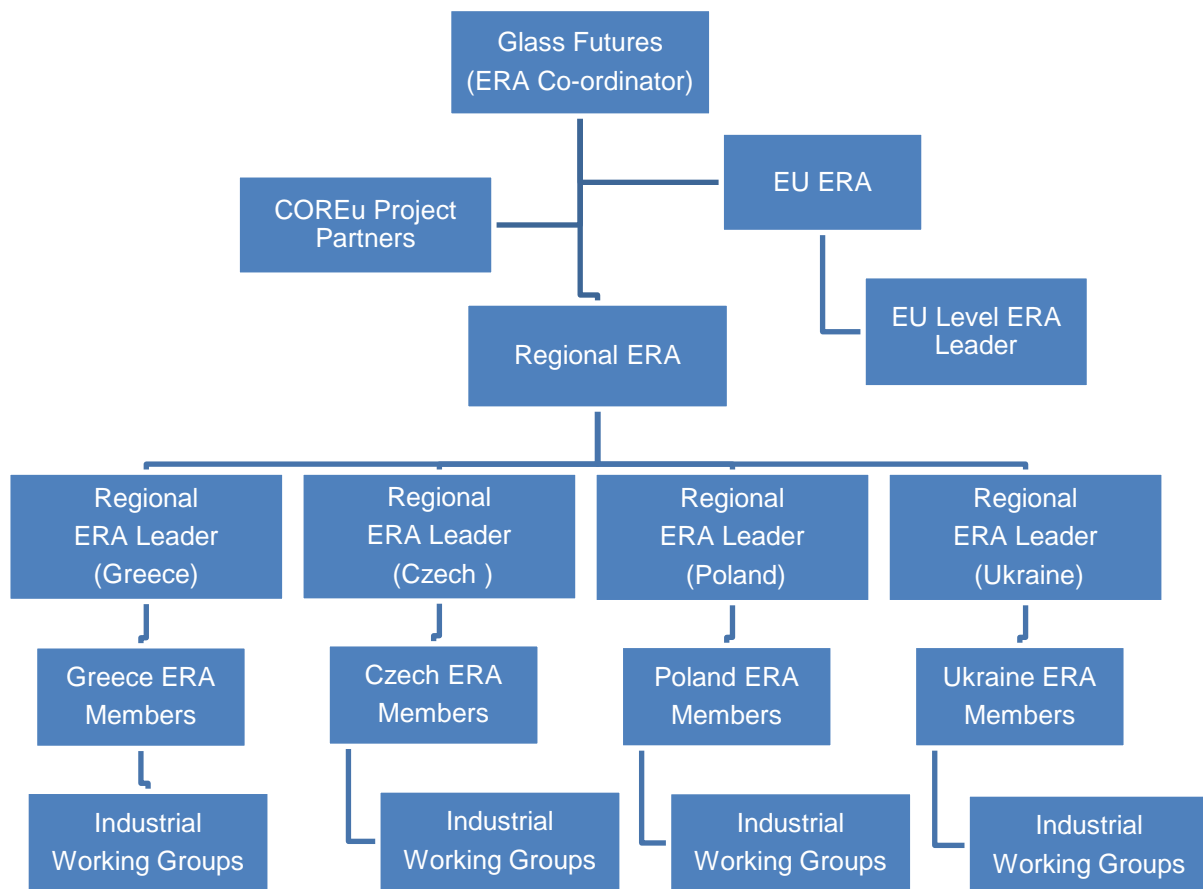 Glass Futures
(ERA Co-ordinator)
EU ERA
COREu Project
Partners
EU Level ERA
Leader
Regional ERA
Regional
ERA Leader
(Greece)
Regional
ERA Leader
(Czech )
Regional
ERA Leader
(Poland)
Regional
ERA Leader
(Ukraine)
Greece ERA
Members
Czech ERA
Members
Poland ERA
Members
Ukraine ERA
Members
Industrial
Working Groups
Industrial
Working Groups
Industrial
Working Groups
Industrial
Working Groups